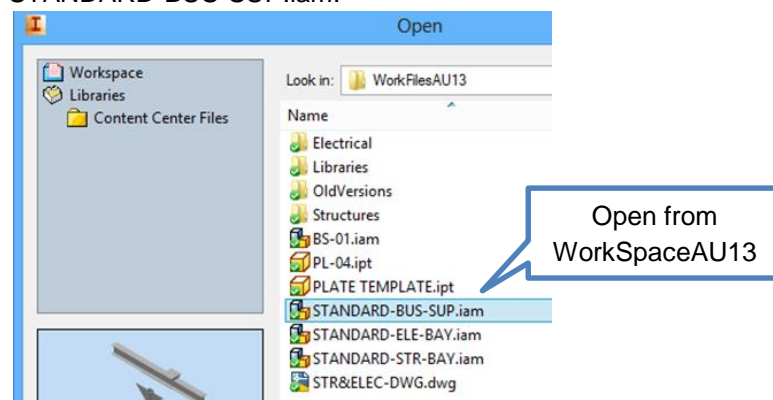 STANDARD-BUS-SUP.iam.
Open
Workspace
Libraries
Content Center Files
Look in: WorkFilesAU13
Name
Electrical
Libraries
OldVersions
Structures
BS-01.iam
PL-04.ipt
PLATE TEMPLATE.ipt
STANDARD-BUS-SUP.iam
STANDARD-ELE-BAY.iam
STANDARD-STR-BAY.iam
STR&ELEC-DWG.dwg
Open from
WorkSpaceAU13